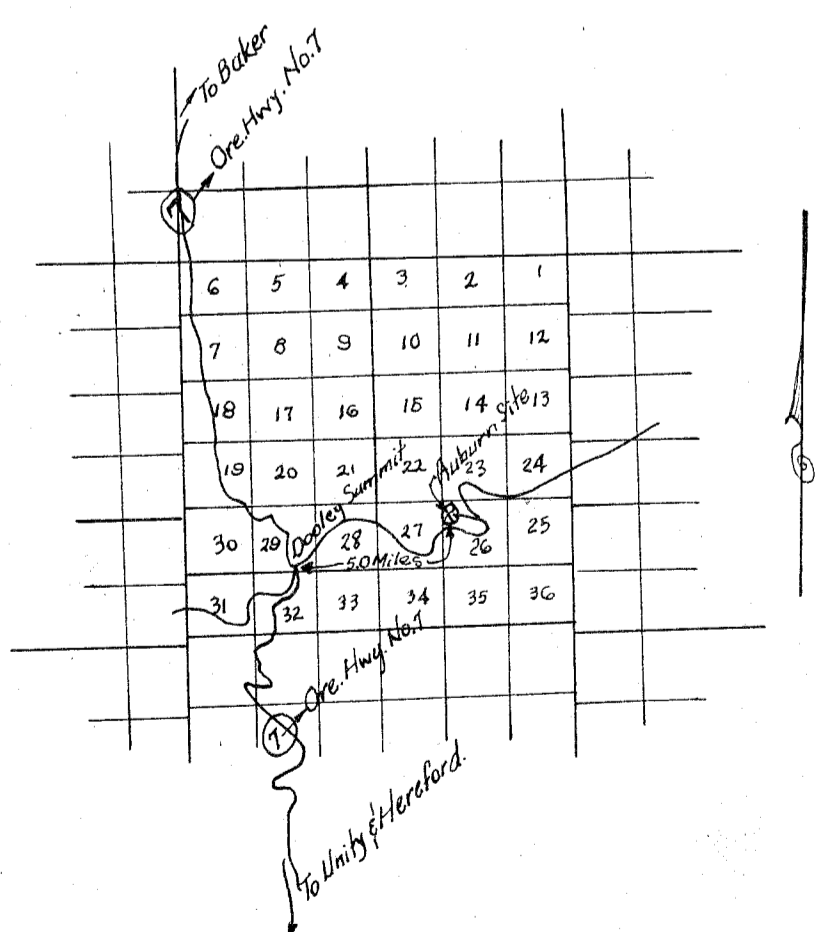 To Baker
Ore. Hwy. No. 7
7
6 5 4 3 2 1
7 8 9 10 11 12
18 17 16 15 14 13
Auburn Site
19 20 21 22 23 24
Dooley Summit
30 29 28 27 26 25
5.0 Miles
31 32 33 34 35 36
Ore. Hwy. No. 7
7
To Unity & Hereford.